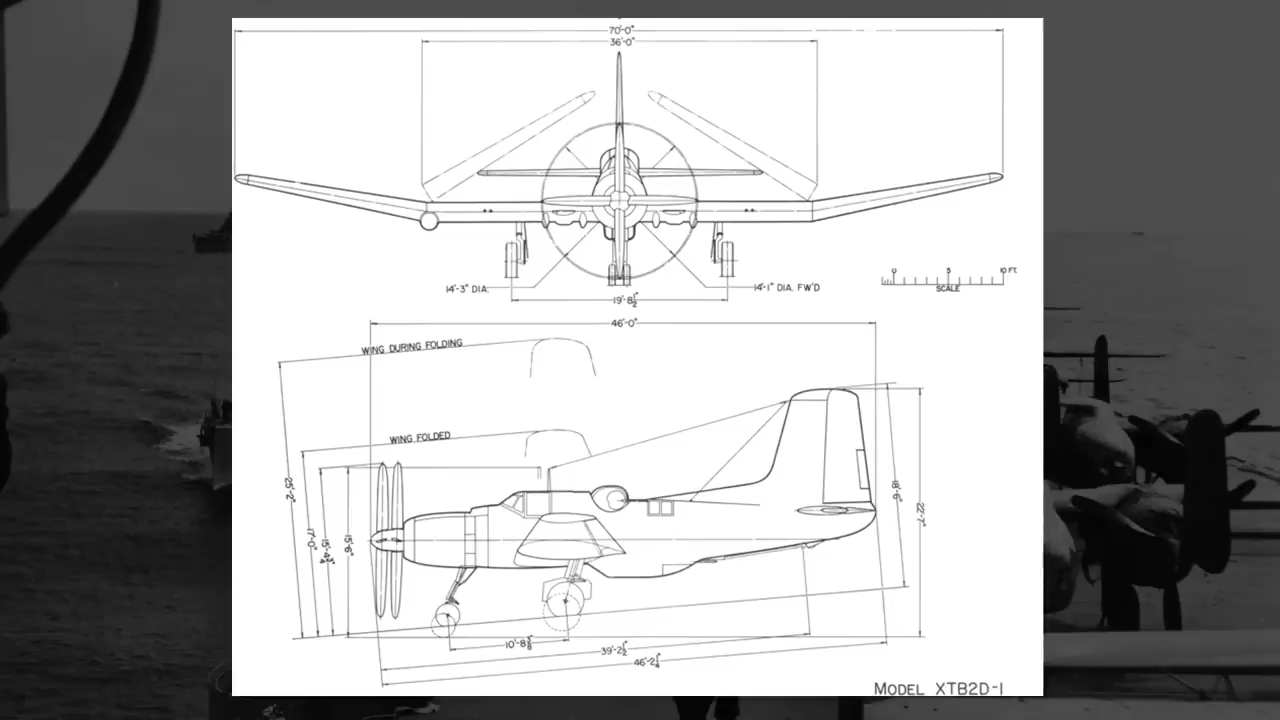 70'-0"
36'-0"
14'-3" DIA.
14'-1" DIA. FW'D
19'-8½"
0 5 10 FT.
SCALE
46'-0"
WING DURING FOLDING
WING FOLDED
25'-2"
17'-0"
15'-4¾"
15'-6"
18'-6"
22'-7"
10'-8⅝"
39'-2½"
46'-2¼"
MODEL XTB2D-1